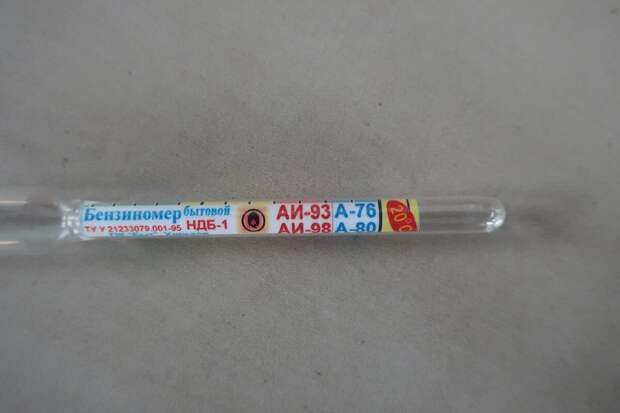 Бензиномер бытовой
ТУ У 21233079.001-95 НДБ-1
АИ-93 А-76
АИ-98 А-80
20°C